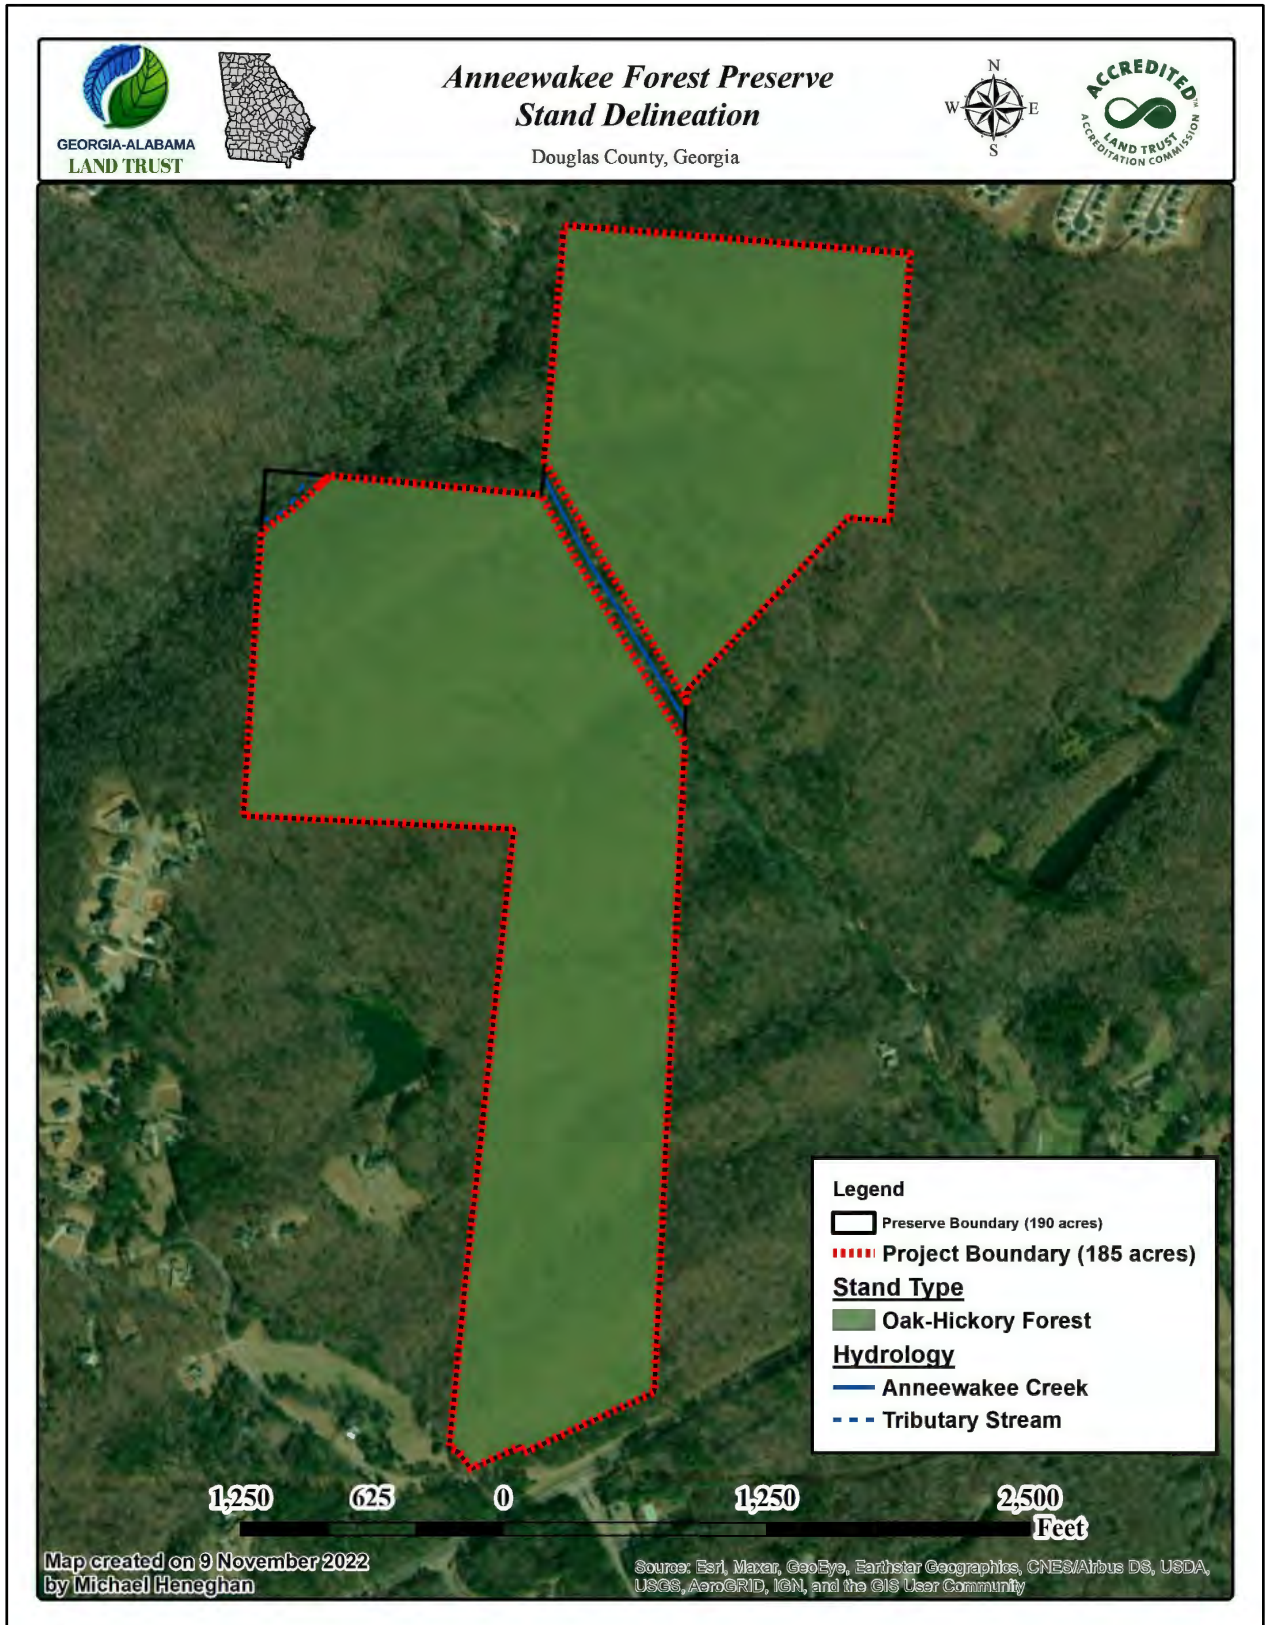 GEORGIA-ALABAMA
LAND TRUST
Anneewakee Forest Preserve
Stand Delineation
Douglas County, Georgia
N
W
E
S
ACCREDITED™
LAND TRUST
ACCREDITATION COMMISSION
Legend
Preserve Boundary (190 acres)
Project Boundary (185 acres)
Stand Type
Oak-Hickory Forest
Hydrology
Anneewakee Creek
Tributary Stream
1,250 625 0 1,250 2,500
Feet
Map created on 9 November 2022
by Michael Heneghan
Source: Esri, Maxar, GeoEye, Earthstar Geographics, CNES/Airbus DS, USDA,
USGS, AeroGRID, IGN, and the GIS User Community